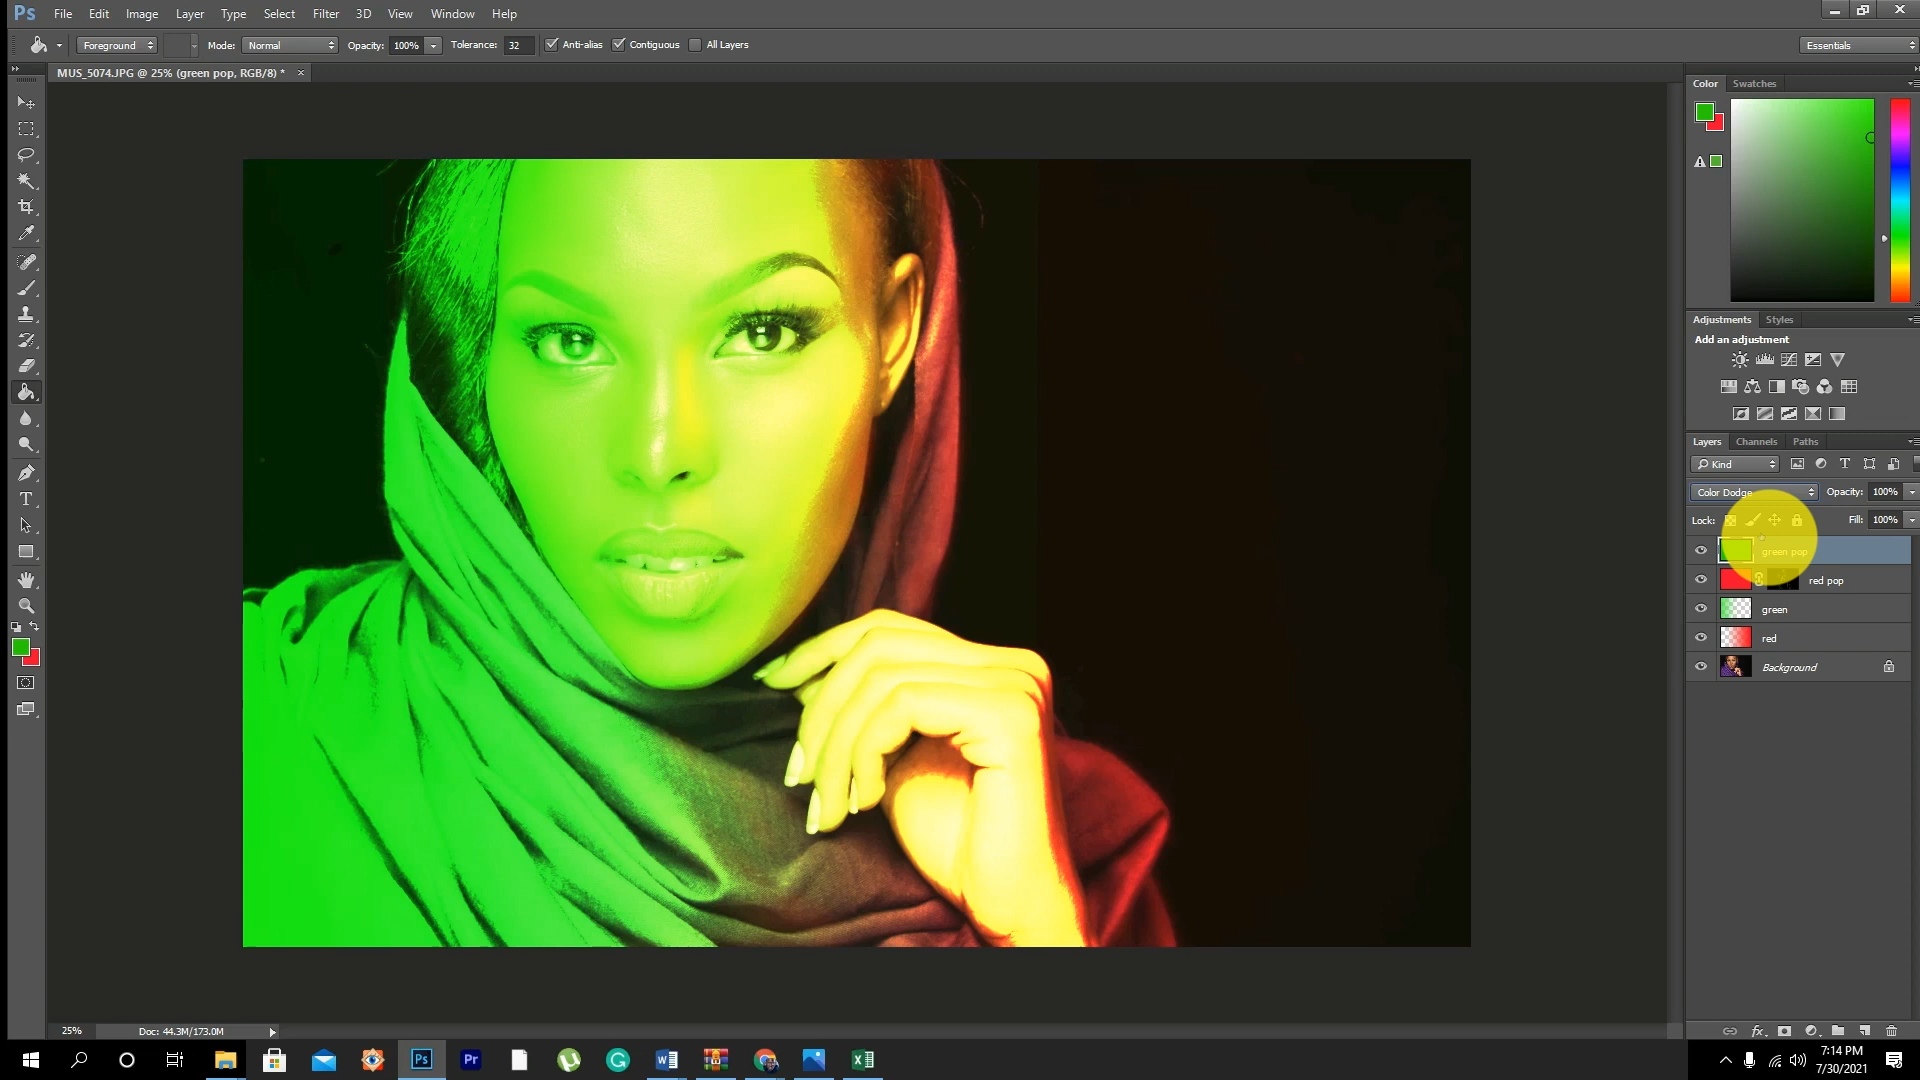 Ps File Edit Image Layer Type Select Filter 3D View Window Help
Foreground Mode: Normal Opacity: 100% Tolerance: 32 Anti-alias Contiguous All Layers Essentials
MUS_5074.JPG @ 25% (green pop, RGB/8) * ×
Color Swatches
Adjustments Styles
Add an adjustment
Layers Channels Paths
Kind T
Color Dodge Opacity: 100%
Lock: Fill: 100%
green pop
red pop
green
red
Background
fx
T
25% Doc: 44.3M/173.0M
Ps Pr
7:14 PM
7/30/2021